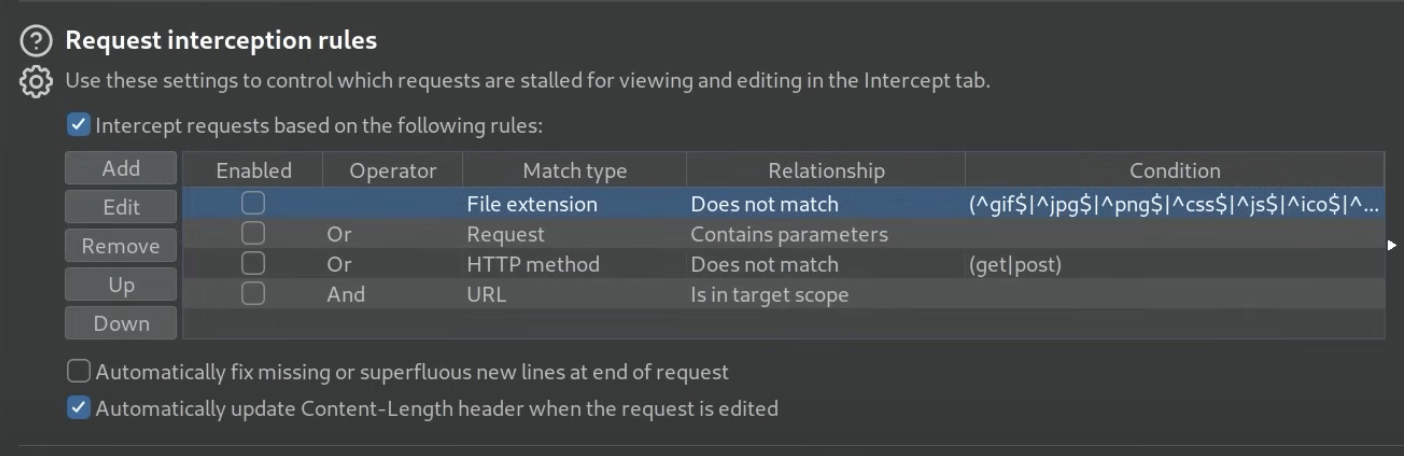 Request interception rules
Use these settings to control which requests are stalled for viewing and editing in the Intercept tab.
Intercept requests based on the following rules:
Add
Edit
Remove
Up
Down
Enabled Operator Match type Relationship Condition
File extension Does not match (^gif$|^jpg$|^png$|^css$|^js$|^ico$|^...
Or Request Contains parameters
Or HTTP method Does not match (get|post)
And URL Is in target scope
Automatically fix missing or superfluous new lines at end of request
Automatically update Content-Length header when the request is edited